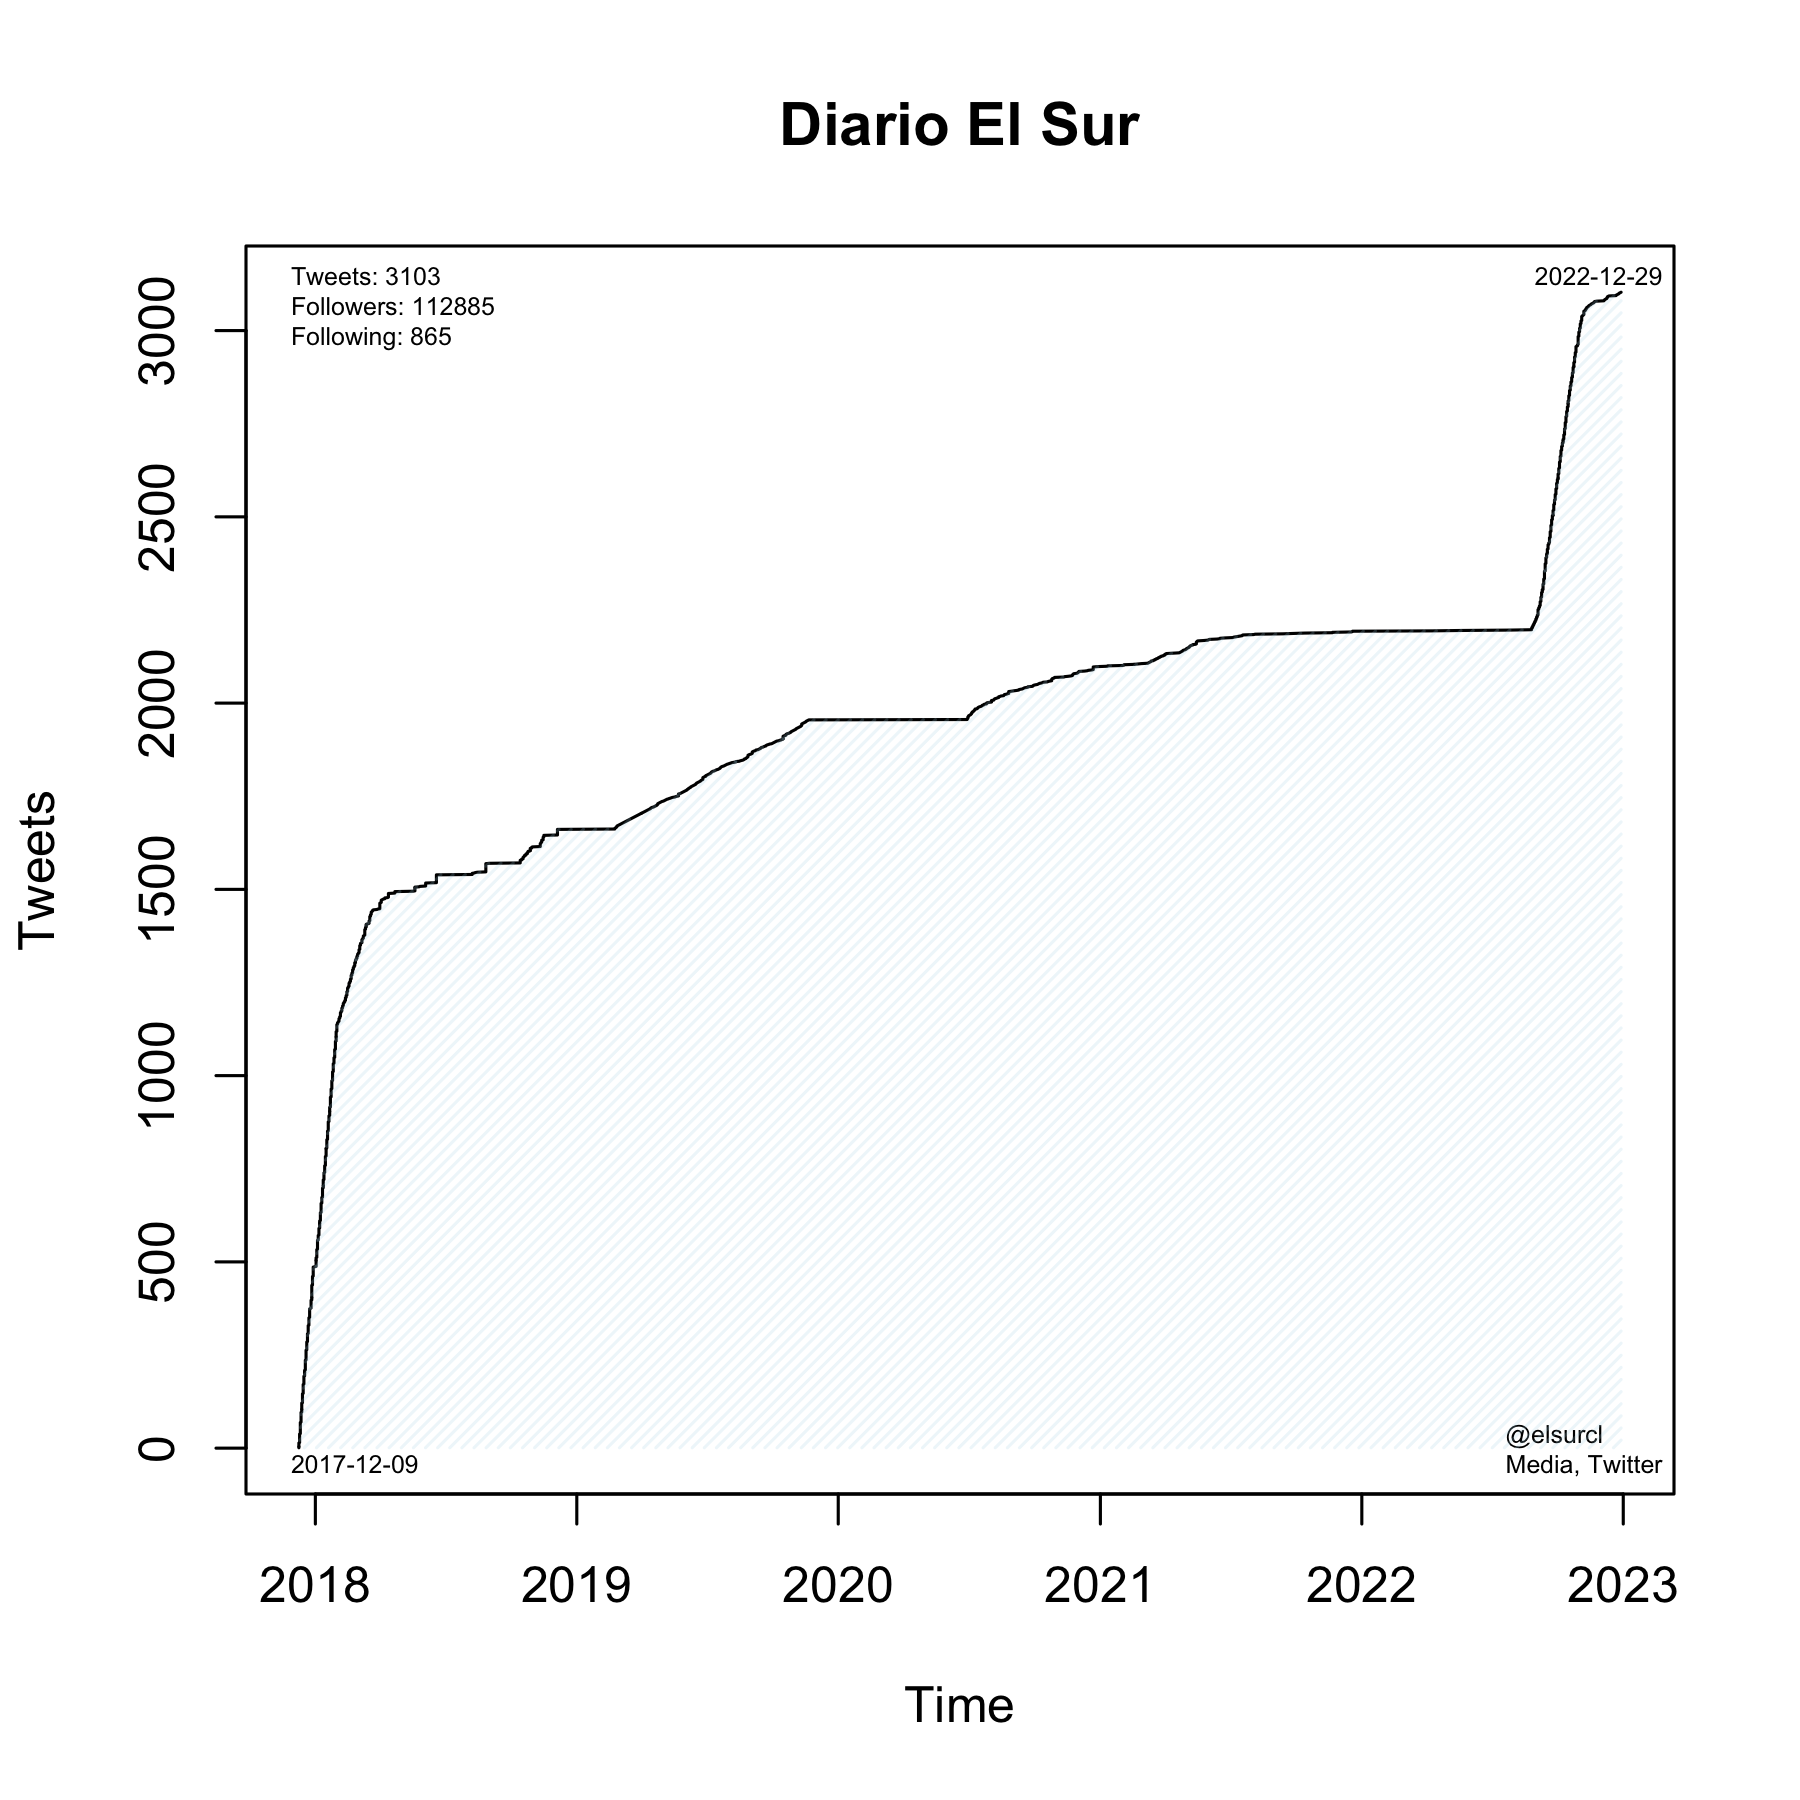 Diario El Sur
Tweets: 3103
Followers: 112885
Following: 865
2022-12-29
3000
2500
2000
1500
1000
500
0
Tweets
@elsurcl
Media, Twitter
2017-12-09
2018 2019 2020 2021 2022 2023
Time